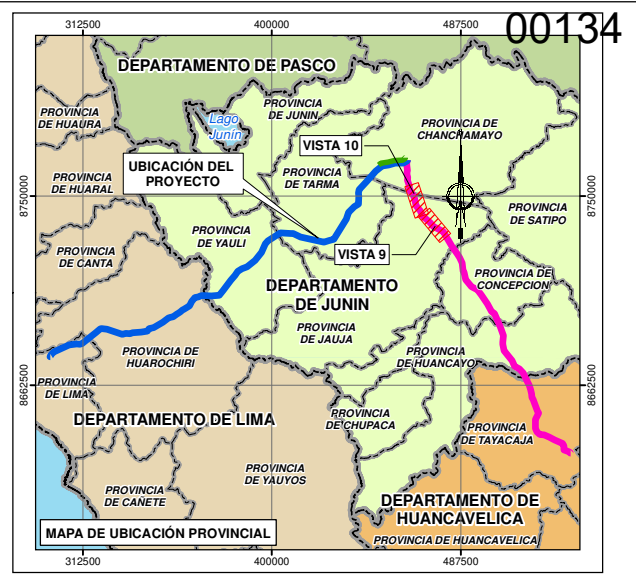 00134
312500
400000
487500
DEPARTAMENTO DE PASCO
PROVINCIA
DE HUAURA
Lago
Junín
PROVINCIA
DE JUNIN
PROVINCIA DE
CHANCHAMAYO
VISTA 10
UBICACIÓN DEL
PROYECTO
PROVINCIA
DE HUARAL
PROVINCIA
DE TARMA
8750000
8750000
PROVINCIA
DE SATIPO
PROVINCIA
DE YAULI
PROVINCIA
DE CANTA
VISTA 9
PROVINCIA DE
CONCEPCION
DEPARTAMENTO
DE JUNIN
PROVINCIA
DE JAUJA
PROVINCIA DE
HUAROCHIRI
PROVINCIA
DE HUANCAYO
PROVINCIA
DE LIMA
8662500
8662500
DEPARTAMENTO DE LIMA
PROVINCIA
DE CHUPACA
PROVINCIA
DE TAYACAJA
PROVINCIA
DE YAUYOS
PROVINCIA
DE CAÑETE
DEPARTAMENTO DE
HUANCAVELICA
MAPA DE UBICACIÓN PROVINCIAL
PROVINCIA DE HUANCAVELICA
312500
400000
487500